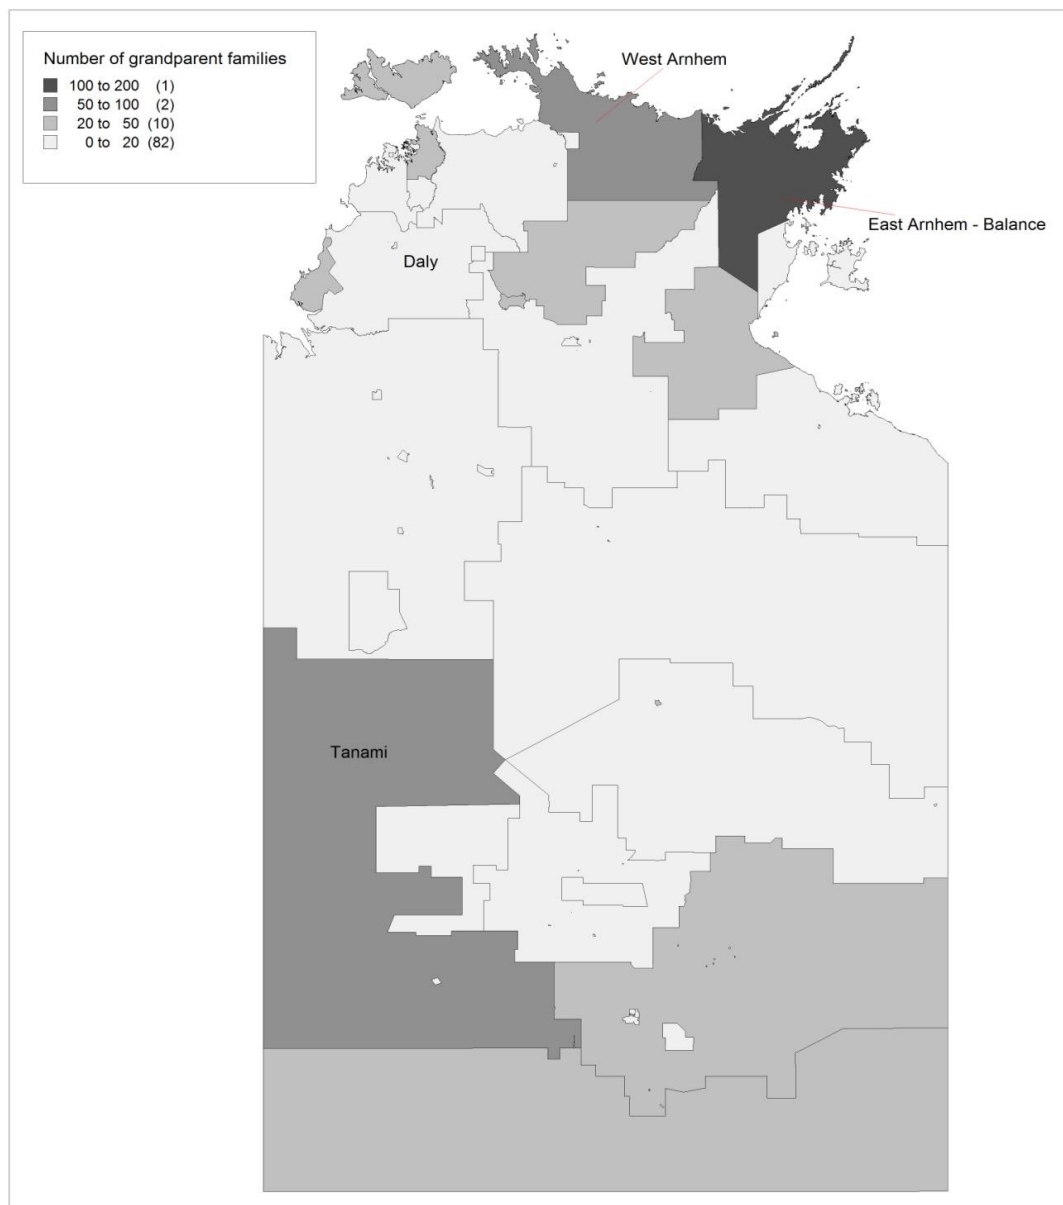 Number of grandparent families
100 to 200 (1)
50 to 100 (2)
20 to 50 (10)
0 to 20 (82)
West Arnhem
East Arnhem - Balance
Daly
Tanami